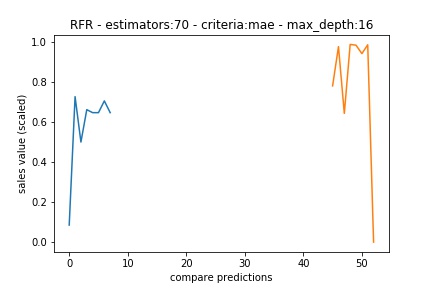 RFR - estimators:70 - criteria:mae - max_depth:16
sales value (scaled)
1.0
0.8
0.6
0.4
0.2
0.0
0 10 20 30 40 50
compare predictions